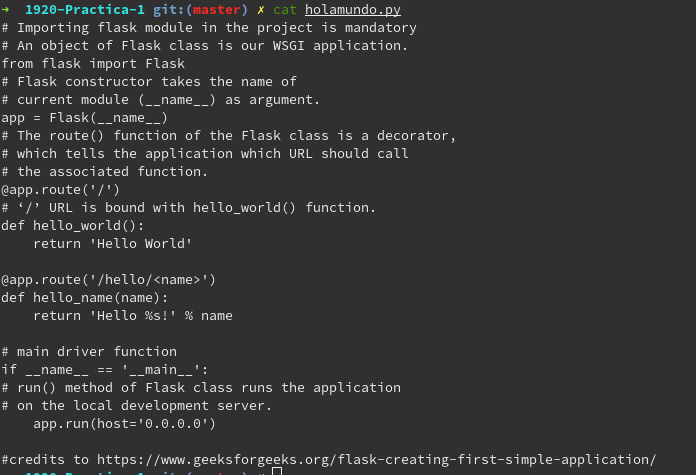 → 1920-Practica-1 git:(master) ✗ cat holamundo.py
# Importing flask module in the project is mandatory
# An object of Flask class is our WSGI application.
from flask import Flask
# Flask constructor takes the name of
# current module (__name__) as argument.
app = Flask(__name__)
# The route() function of the Flask class is a decorator,
# which tells the application which URL should call
# the associated function.
@app.route('/')
# ‘/’ URL is bound with hello_world() function.
def hello_world():
    return 'Hello World'

@app.route('/hello/<name>')
def hello_name(name):
    return 'Hello %s!' % name

# main driver function
if __name__ == '__main__':
# run() method of Flask class runs the application
# on the local development server.
    app.run(host='0.0.0.0')

#credits to https://www.geeksforgeeks.org/flask-creating-first-simple-application/